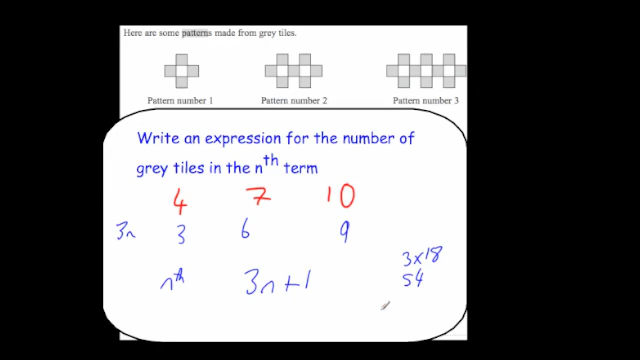 Here are some patterns made from grey tiles.
Pattern number 1 Pattern number 2 Pattern number 3
Write an expression for the number of
grey tiles in the nth term
4 7 10
3n 3 6 9
3×18
nth 3n+1 54